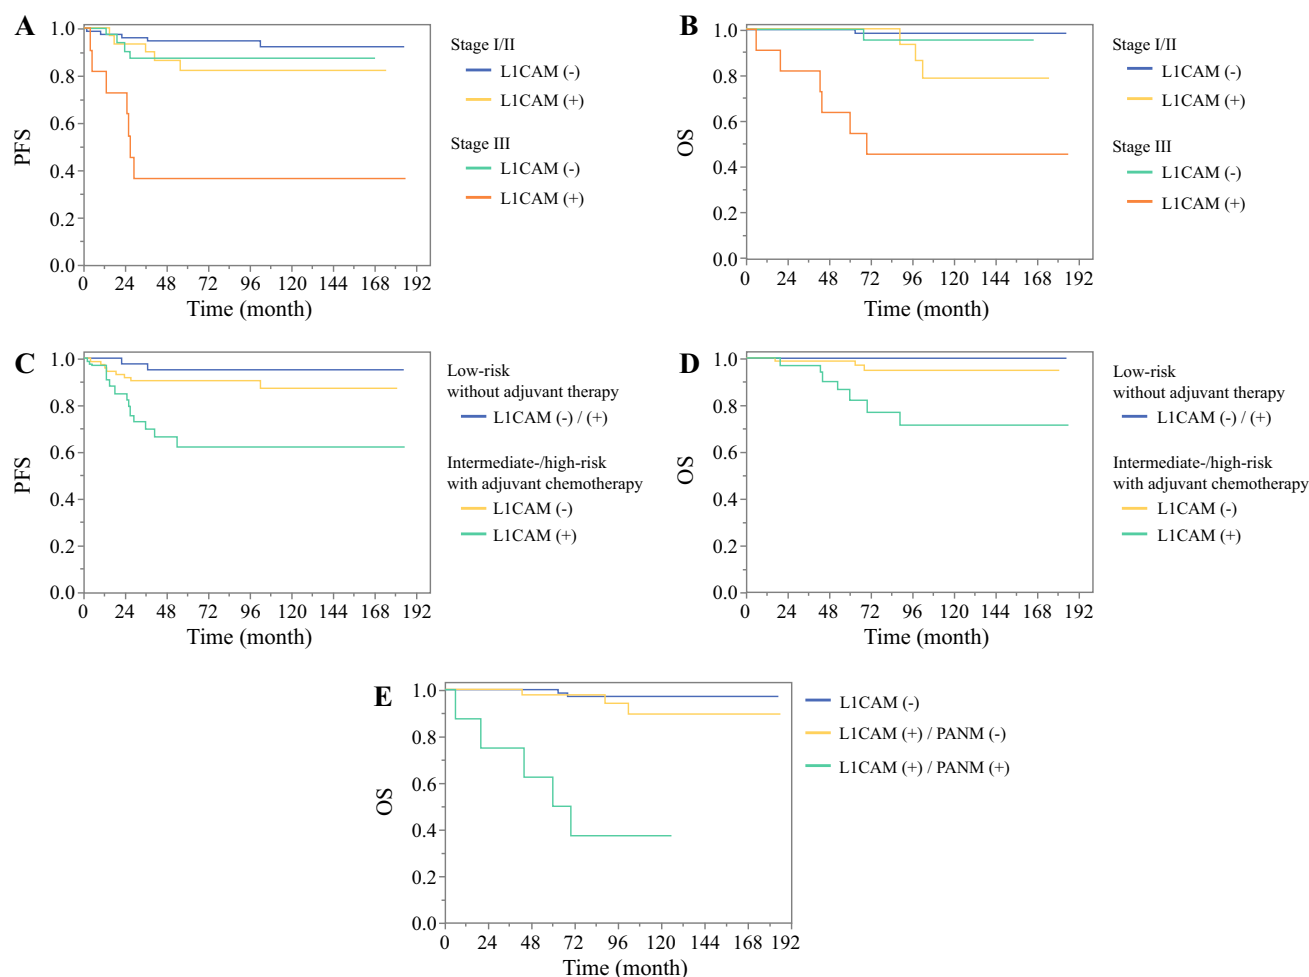 A
1.0
0.8
0.6
0.4
0.2
0.0
PFS
0 24 48 72 96 120 144 168 192
Time (month)
Stage I/II
L1CAM (-)
L1CAM (+)
Stage III
L1CAM (-)
L1CAM (+)
B
1.0
0.8
0.6
0.4
0.2
0.0
OS
0 24 48 72 96 120 144 168 192
Time (month)
Stage I/II
L1CAM (-)
L1CAM (+)
Stage III
L1CAM (-)
L1CAM (+)
C
1.0
0.8
0.6
0.4
0.2
0.0
PFS
0 24 48 72 96 120 144 168 192
Time (month)
Low-risk
without adjuvant therapy
L1CAM (-) / (+)
Intermediate-/high-risk
with adjuvant chemotherapy
L1CAM (-)
L1CAM (+)
D
1.0
0.8
0.6
0.4
0.2
0.0
OS
0 24 48 72 96 120 144 168 192
Time (month)
Low-risk
without adjuvant therapy
L1CAM (-) / (+)
Intermediate-/high-risk
with adjuvant chemotherapy
L1CAM (-)
L1CAM (+)
E
1.0
0.8
0.6
0.4
0.2
0.0
OS
0 24 48 72 96 120 144 168 192
Time (month)
L1CAM (-)
L1CAM (+) / PANM (-)
L1CAM (+) / PANM (+)